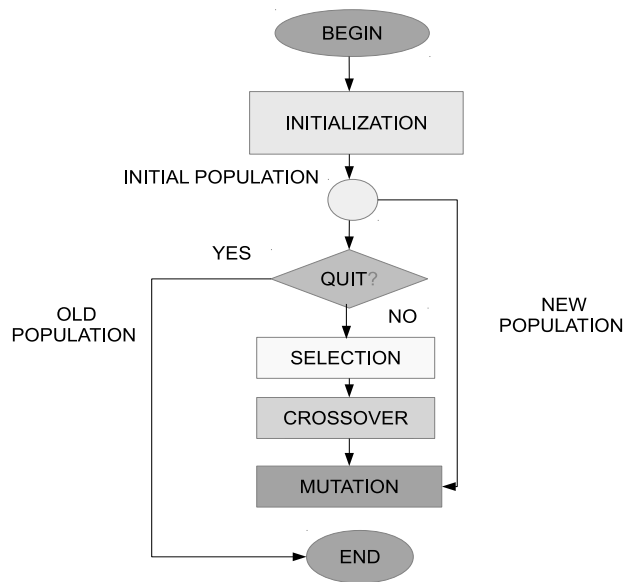 BEGIN
INITIALIZATION
INITIAL POPULATION
YES
QUIT?
OLD
POPULATION
NO
NEW
POPULATION
SELECTION
CROSSOVER
MUTATION
END